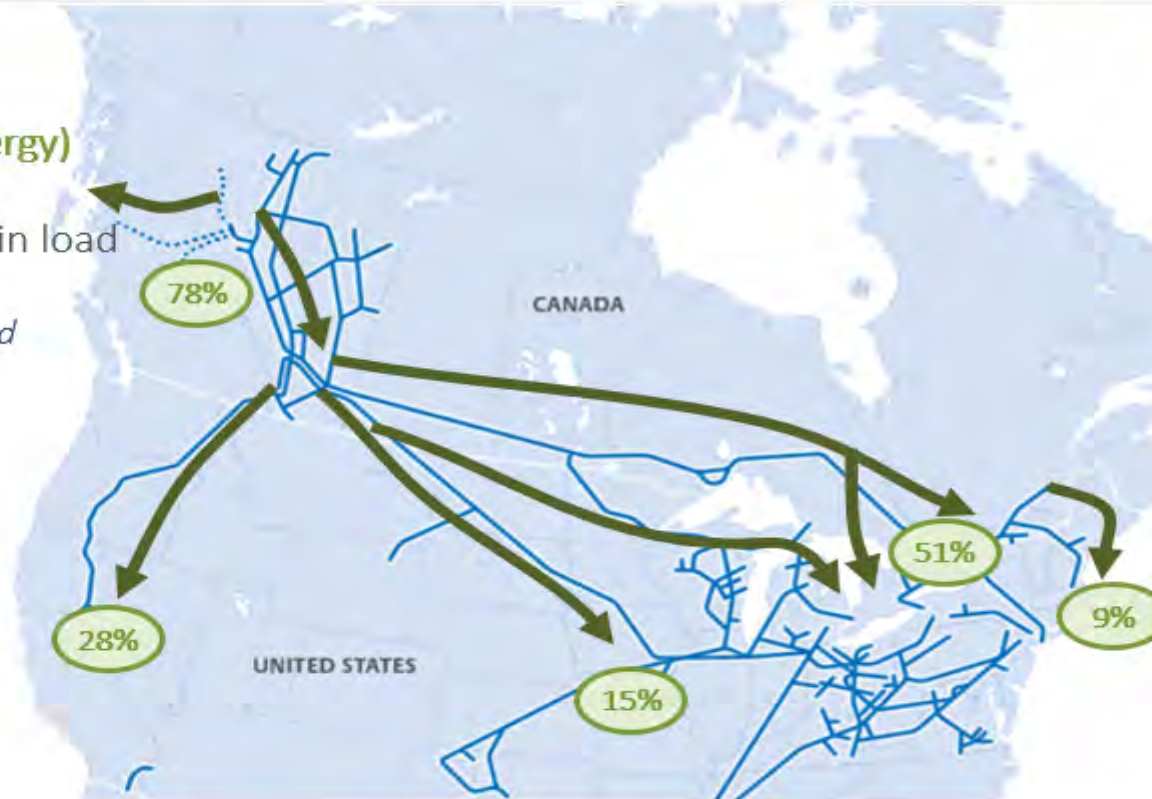 ergy)
in load
d
78%
CANADA
51%
9%
28%
UNITED STATES
15%